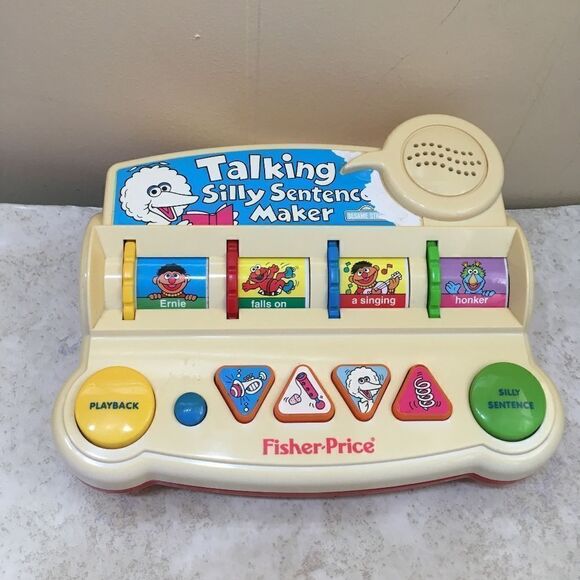 Talking
Silly Sentence
Maker
SESAME STREET
Ernie
falls on
a singing
honker
PLAYBACK
SILLY
SENTENCE
Fisher-Price®